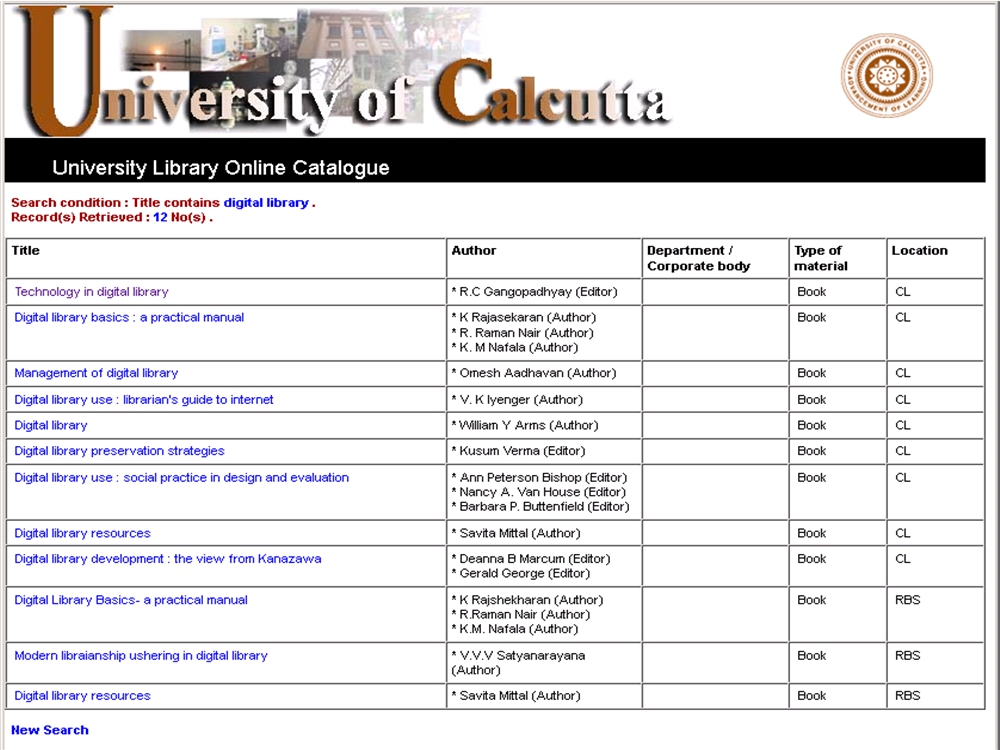 University of Calcutta
UNIVERSITY OF CALCUTTA
ADVANCEMENT OF LEARNING
University Library Online Catalogue
Search condition : Title contains digital library .
Record(s) Retrieved : 12 No(s) .
Title Author Department / Corporate body Type of material Location
Technology in digital library * R.C Gangopadhyay (Editor) Book CL
Digital library basics : a practical manual * K Rajasekaran (Author) Book CL
* R. Raman Nair (Author)
* K. M Nafala (Author)
Management of digital library * Omesh Aadhavan (Author) Book CL
Digital library use : librarian's guide to internet * V. K Iyenger (Author) Book CL
Digital library * William Y Arms (Author) Book CL
Digital library preservation strategies * Kusum Verma (Editor) Book CL
Digital library use : social practice in design and evaluation * Ann Peterson Bishop (Editor) Book CL
* Nancy A. Van House (Editor)
* Barbara P. Buttenfield (Editor)
Digital library resources * Savita Mittal (Author) Book CL
Digital library development : the view from Kanazawa * Deanna B Marcum (Editor) Book CL
* Gerald George (Editor)
Digital Library Basics- a practical manual * K Rajshekharan (Author) Book RBS
* R.Raman Nair (Author)
* K.M. Nafala (Author)
Modern libraianship ushering in digital library * V.V.V Satyanarayana Book RBS
(Author)
Digital library resources * Savita Mittal (Author) Book RBS
New Search